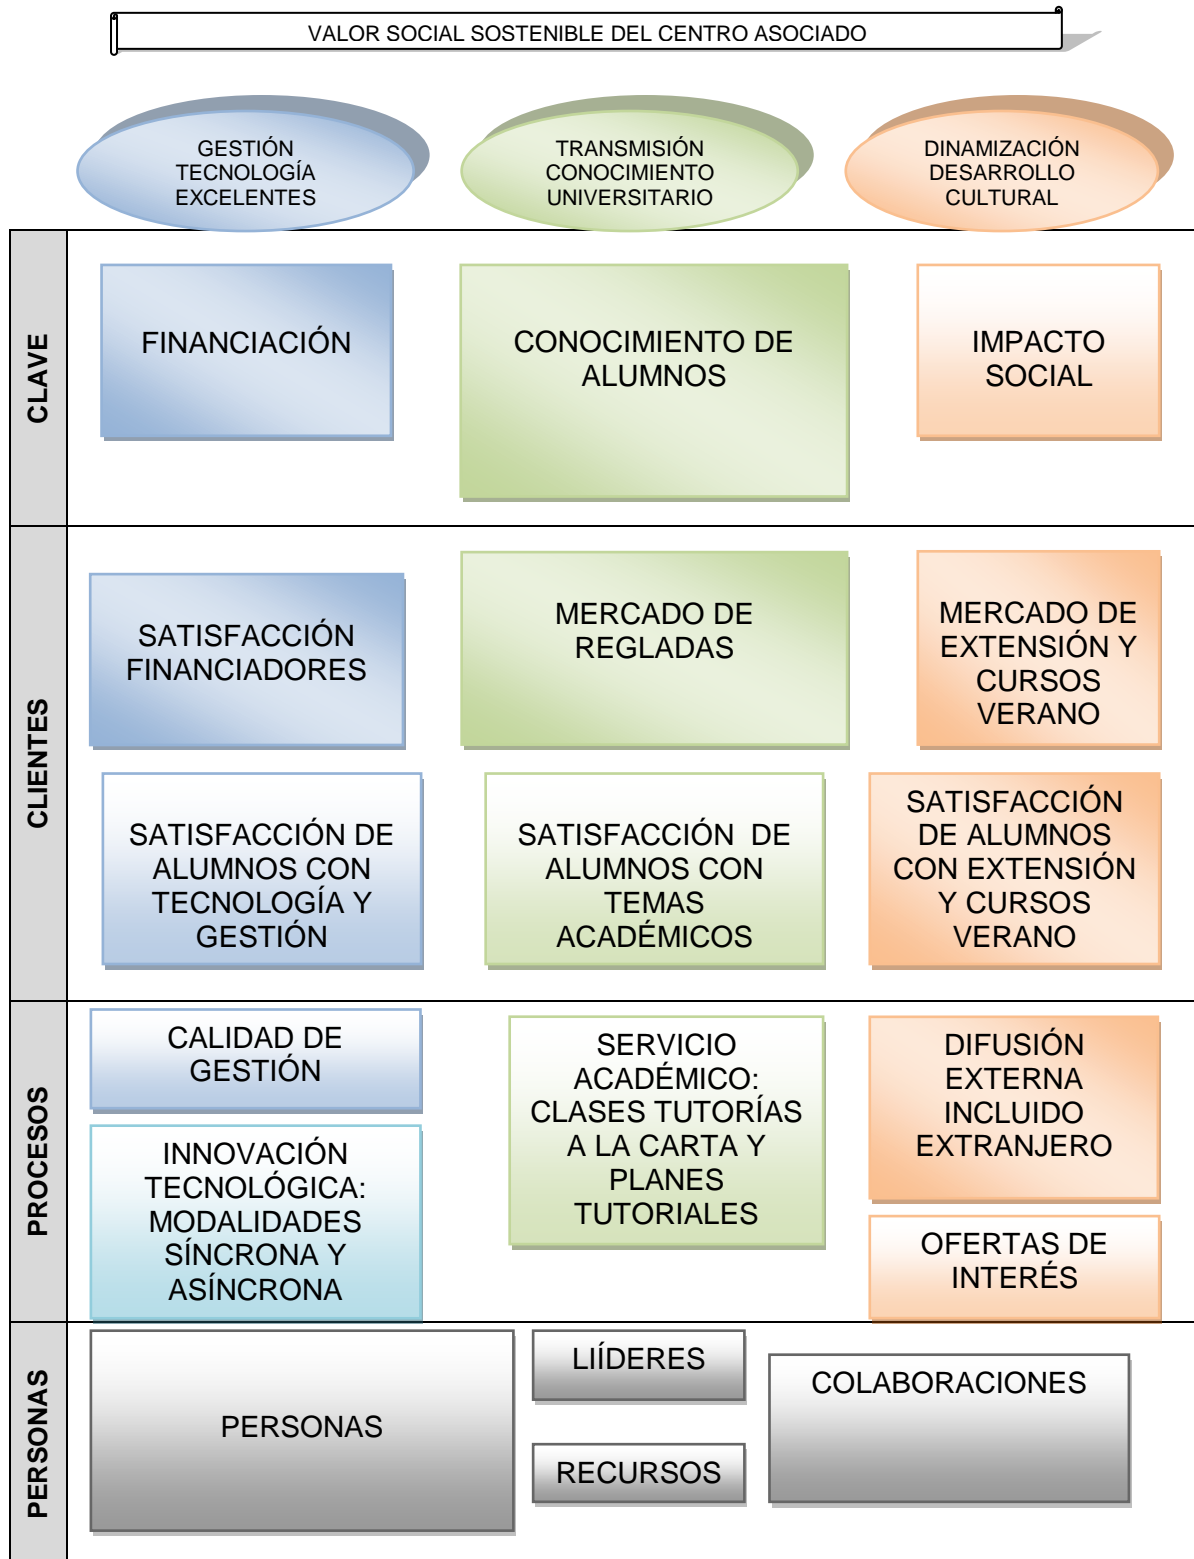 VALOR SOCIAL SOSTENIBLE DEL CENTRO ASOCIADO
GESTIÓN
TECNOLOGÍA
EXCELENTES
TRANSMISIÓN
CONOCIMIENTO
UNIVERSITARIO
DINAMIZACIÓN
DESARROLLO
CULTURAL
CLAVE
FINANCIACIÓN
CONOCIMIENTO DE
ALUMNOS
IMPACTO
SOCIAL
CLIENTES
SATISFACCIÓN
FINANCIADORES
MERCADO DE
REGLADAS
MERCADO DE
EXTENSIÓN Y
CURSOS
VERANO
SATISFACCIÓN DE
ALUMNOS CON
TECNOLOGÍA Y
GESTIÓN
SATISFACCIÓN  DE
ALUMNOS CON
TEMAS
ACADÉMICOS
SATISFACCIÓN
DE ALUMNOS
CON EXTENSIÓN
Y CURSOS
VERANO
PROCESOS
CALIDAD DE
GESTIÓN
INNOVACIÓN
TECNOLÓGICA:
MODALIDADES
SÍNCRONA Y
ASÍNCRONA
SERVICIO
ACADÉMICO:
CLASES TUTORÍAS
A LA CARTA Y
PLANES
TUTORIALES
DIFUSIÓN
EXTERNA
INCLUIDO
EXTRANJERO
OFERTAS DE
INTERÉS
PERSONAS
PERSONAS
LIÍDERES
RECURSOS
COLABORACIONES